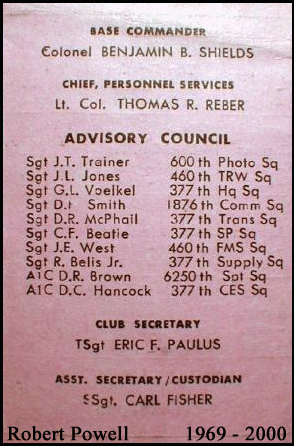 BASE COMMANDER
Colonel BENJAMIN B. SHIELDS
CHIEF, PERSONNEL SERVICES
Lt. Col. THOMAS R. REBER
ADVISORY COUNCIL
Sgt J.T. Trainer 600th Photo Sq
Sgt J.L. Jones 460th TRW Sq
Sgt G.L. Voelkel 377th Hq Sq
Sgt D.t Smith 1876th Comm Sq
Sgt D.R. McPhail 377th Trans Sq
Sgt C.F. Beatie 377th SP Sq
Sgt J.E. West 460th FMS Sq
Sgt R. Belis Jr. 377th Supply Sq
A1C D.R. Brown 6250th Spt Sq
A1C D.C. Hancock 377th CES Sq
CLUB SECRETARY
TSgt ERIC F. PAULUS
ASST. SECRETARY/CUSTODIAN
SSgt. CARL FISHER
Robert Powell 1969 - 2000